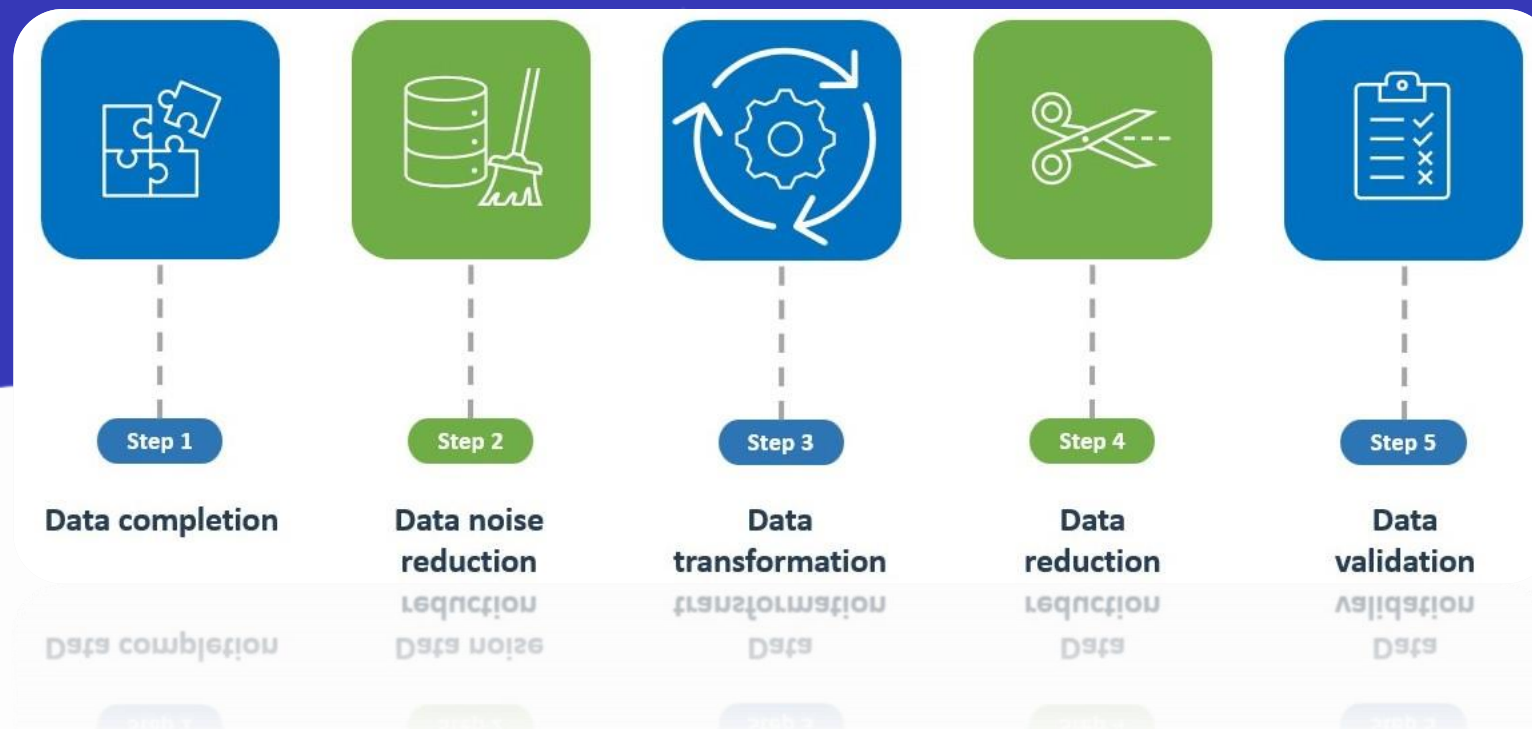 Step 1
Step 2
Step 3
Step 4
Step 5
Data completion
Data noise
reduction
Data
transformation
Data
reduction
Data
validation